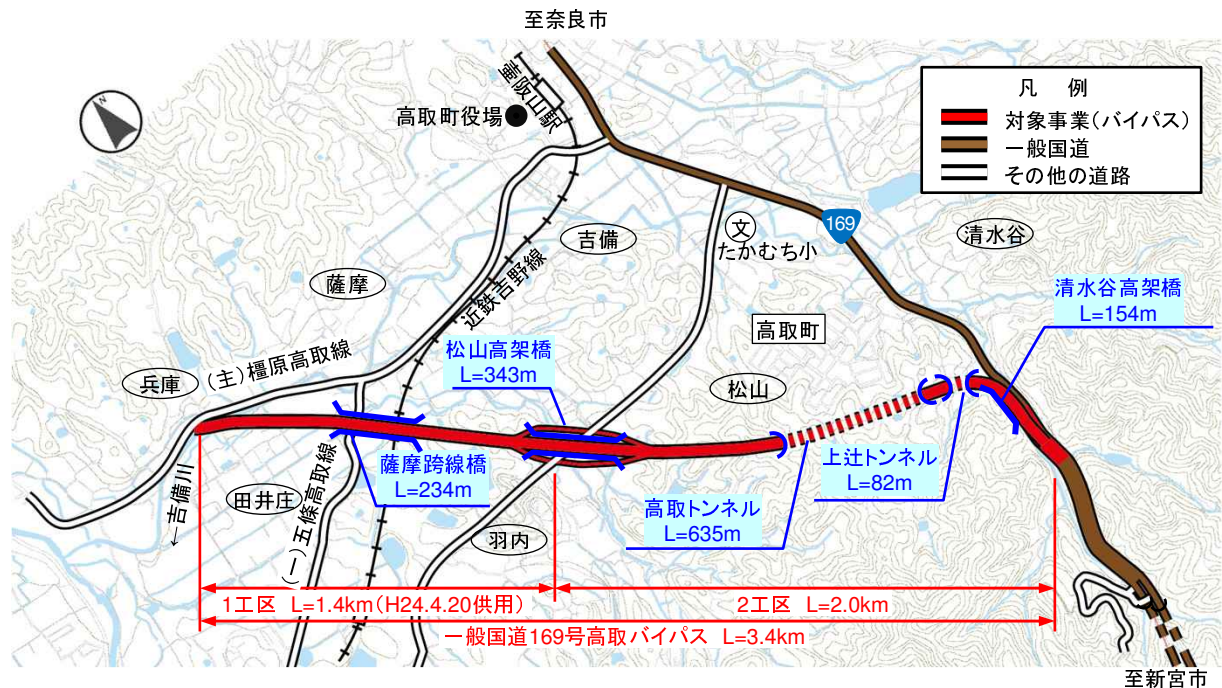 至奈良市
N
壷阪山駅
高取町役場
凡 例
対象事業(バイパス)
一般国道
その他の道路
169
文
たかむち小
吉備
清水谷
薩摩
近鉄吉野線
清水谷高架橋
L=154m
高取町
松山高架橋
L=343m
兵庫
(主)橿原高取線
松山
薩摩跨線橋
L=234m
上辻トンネル
L=82m
高取トンネル
L=635m
←吉備川
田井庄
(一)五條高取線
羽内
1工区 L=1.4km(H24.4.20供用)
2工区 L=2.0km
一般国道169号高取バイパス L=3.4km
至新宮市